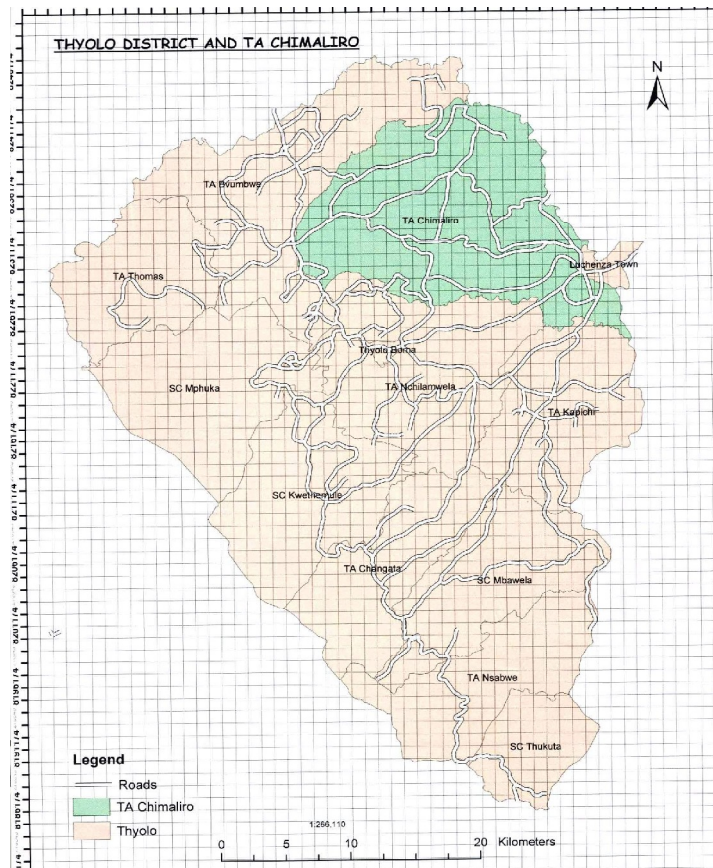 THYOLO DISTRICT AND TA CHIMALIRO
N
TA Bvumbwe
TA Chimaliro
Luchenza Town
TA Thomas
Thyolo Boma
SC Mphuka
TA Nchilamwela
TA Kapichi
SC Kwethemule
TA Changata
SC Mbawela
TA Nsabwe
SC Thukuta
Legend
Roads
TA Chimaliro
Thyolo
1:266,110
0 5 10 20 Kilometers